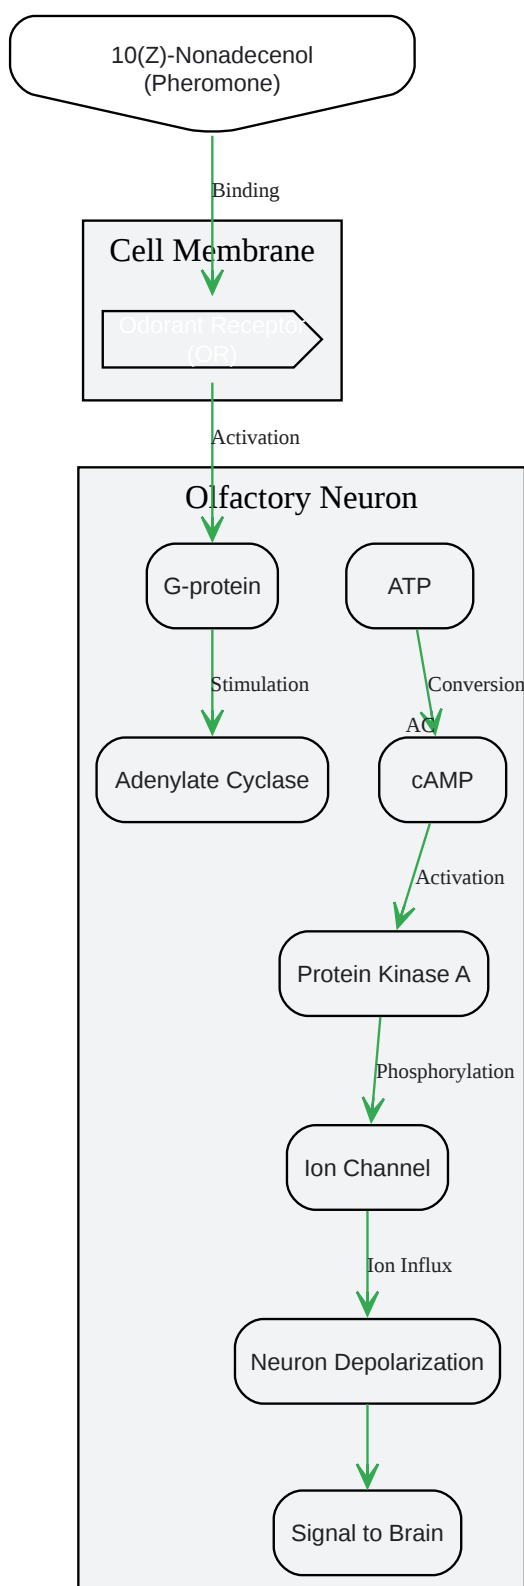 10(Z)-Nonadecenol
(Pheromone)
Binding
Cell Membrane
Odorant Receptor
(OR)
Activation
Olfactory Neuron
G-protein
ATP
Stimulation
Conversion
AC
Adenylate Cyclase
cAMP
Activation
Protein Kinase A
Phosphorylation
Ion Channel
Ion Influx
Neuron Depolarization
Signal to Brain